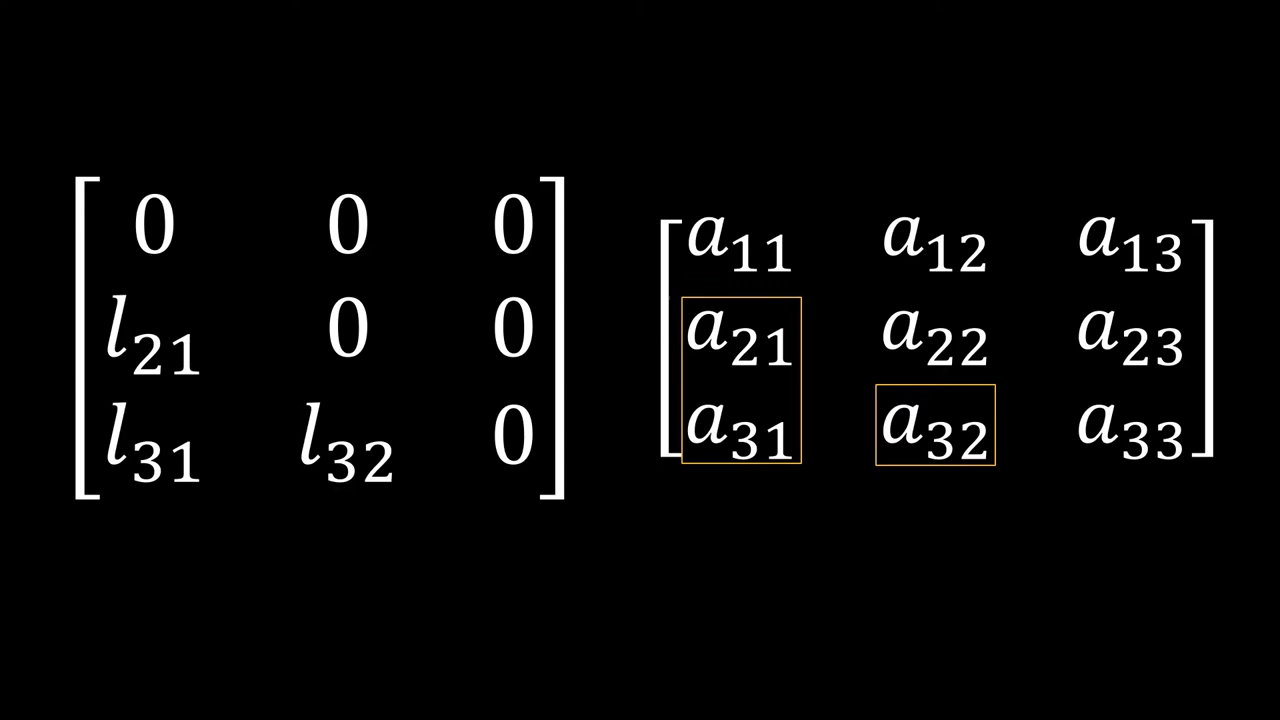 0 0 0 a₁₁ a₁₂ a₁₃
l₂₁ 0 0 a₂₁ a₂₂ a₂₃
l₃₁ l₃₂ 0 a₃₁ a₃₂ a₃₃